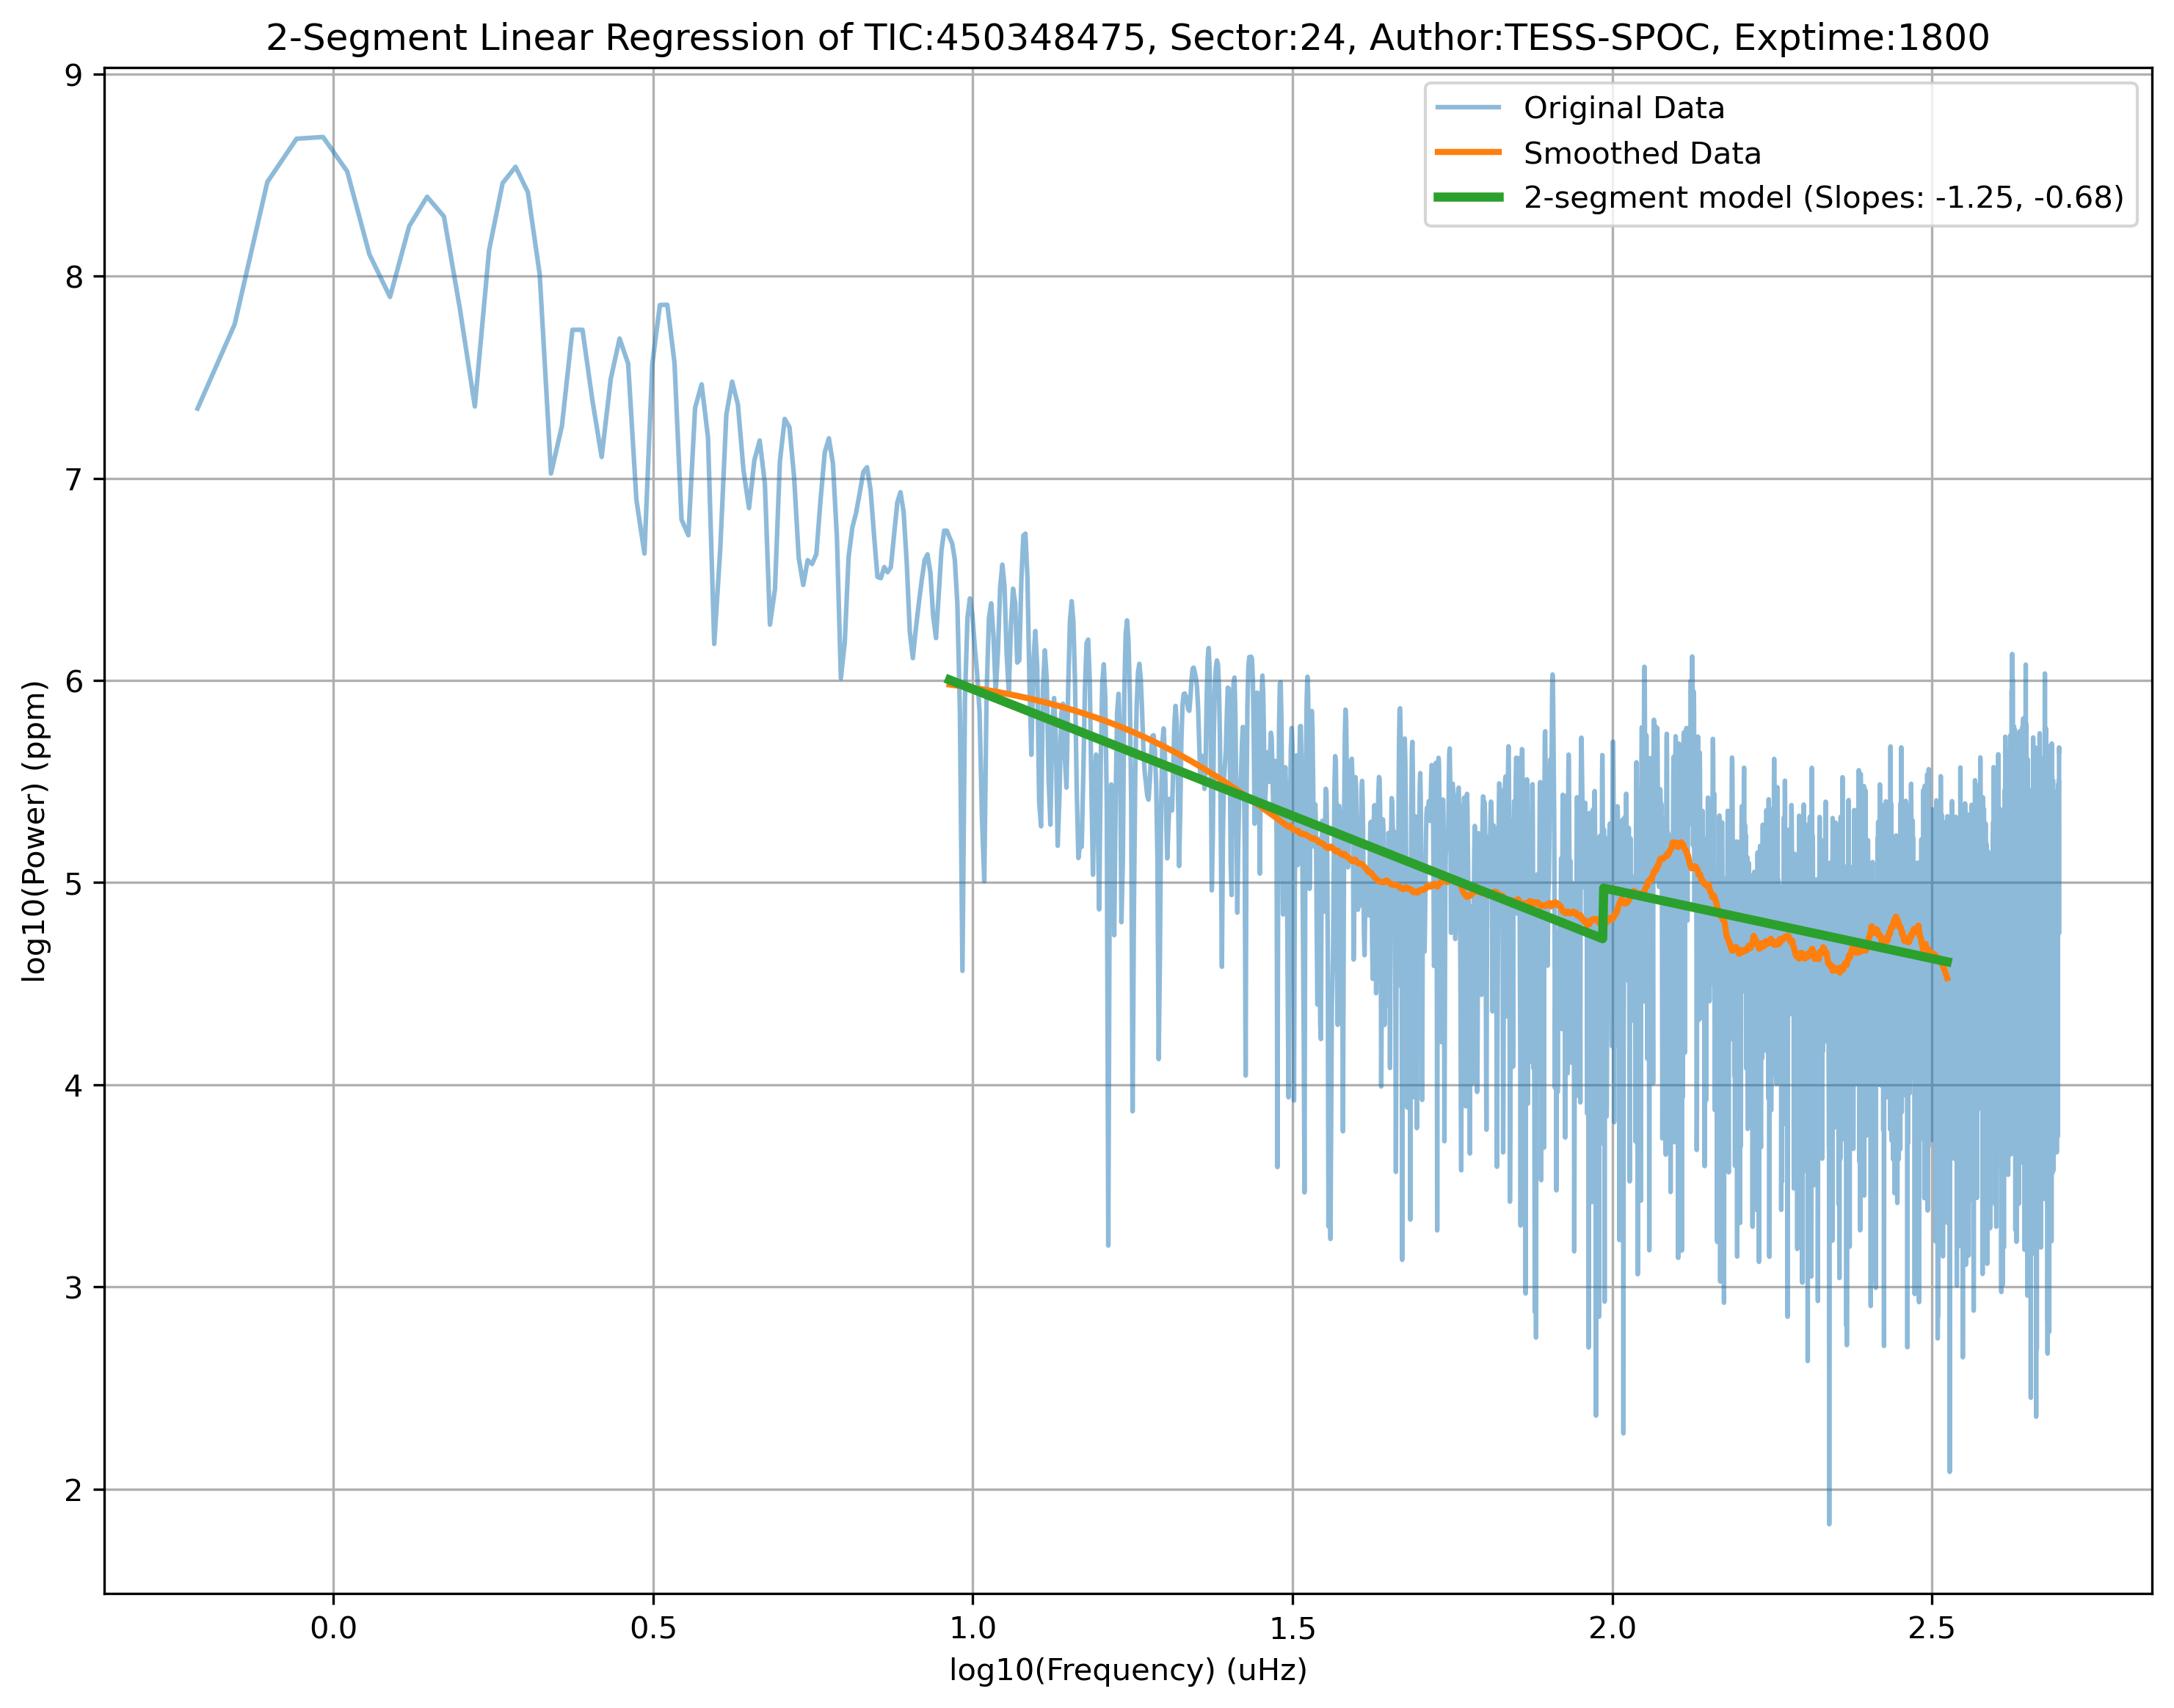 2-Segment Linear Regression of TIC:450348475, Sector:24, Author:TESS-SPOC, Exptime:1800
Original Data
Smoothed Data
2-segment model (Slopes: -1.25, -0.68)
log10(Power) (ppm)
9
8
7
6
5
4
3
2
0.0 0.5 1.0 1.5 2.0 2.5
log10(Frequency) (uHz)